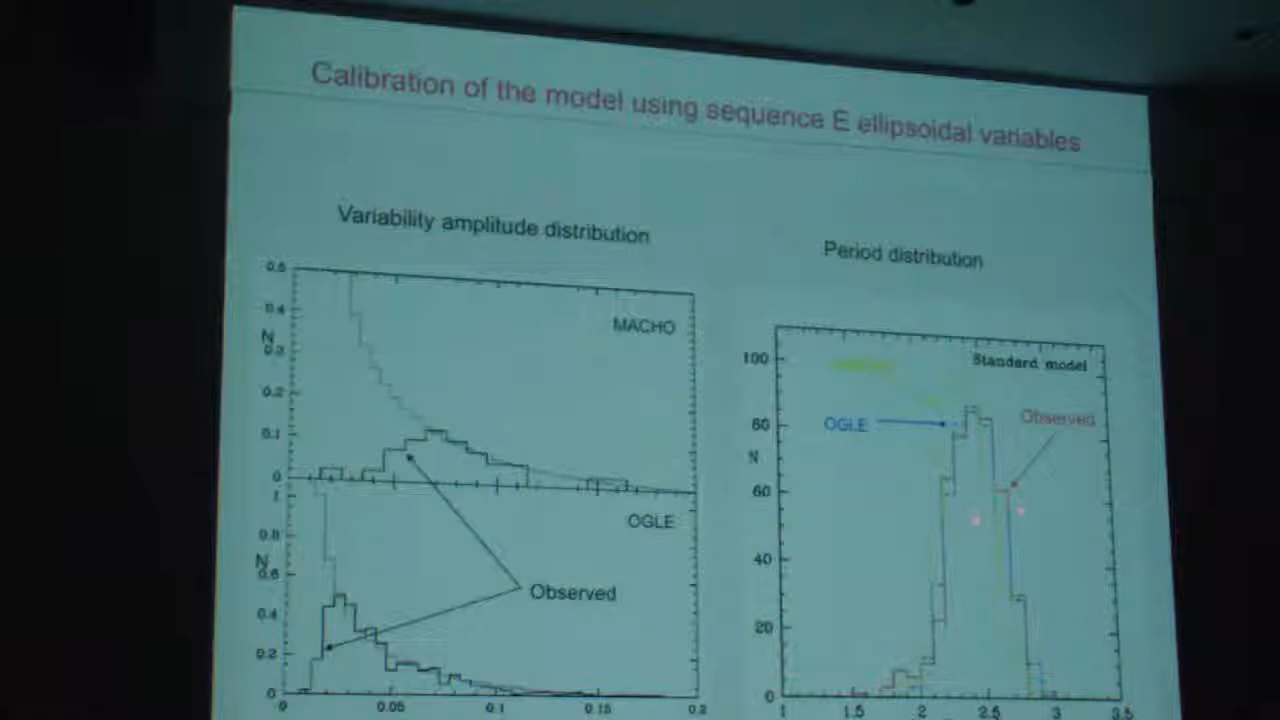 Calibration of the model using sequence E ellipsoidal variables
Variability amplitude distribution
Period distribution
0.5
0.4
N
0.3
0.2
0.1
0
MACHO
1
0.8
N
0.6
0.4
0.2
0
OGLE
Observed
0 0.05 0.1 0.15 0.2
100
80
N
60
40
20
0
Standard model
OGLE
Observed
1 1.5 2 2.5 3 3.5